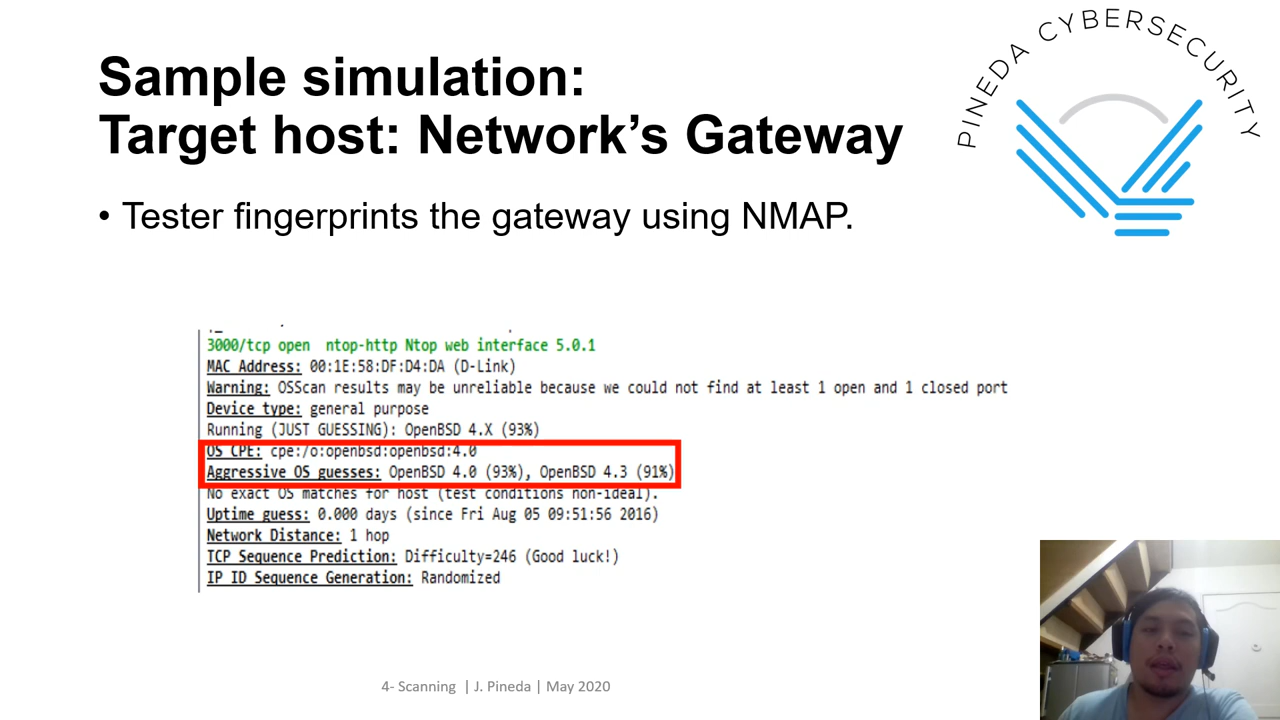 Sample simulation:
Target host: Network’s Gateway
PINEDA CYBERSECURITY
• Tester fingerprints the gateway using NMAP.
3000/tcp open ntop-http Ntop web interface 5.0.1
MAC Address: 00:1E:58:DF:D4:DA (D-Link)
Warning: OSScan results may be unreliable because we could not find at least 1 open and 1 closed port
Device type: general purpose
Running (JUST GUESSING): OpenBSD 4.X (93%)
OS CPE: cpe:/o:openbsd:openbsd:4.0
Aggressive OS guesses: OpenBSD 4.0 (93%), OpenBSD 4.3 (91%)
No exact OS matches for host (test conditions non-ideal).
Uptime guess: 0.000 days (since Fri Aug 05 09:51:56 2016)
Network Distance: 1 hop
TCP Sequence Prediction: Difficulty=246 (Good luck!)
IP ID Sequence Generation: Randomized
4- Scanning | J. Pineda | May 2020